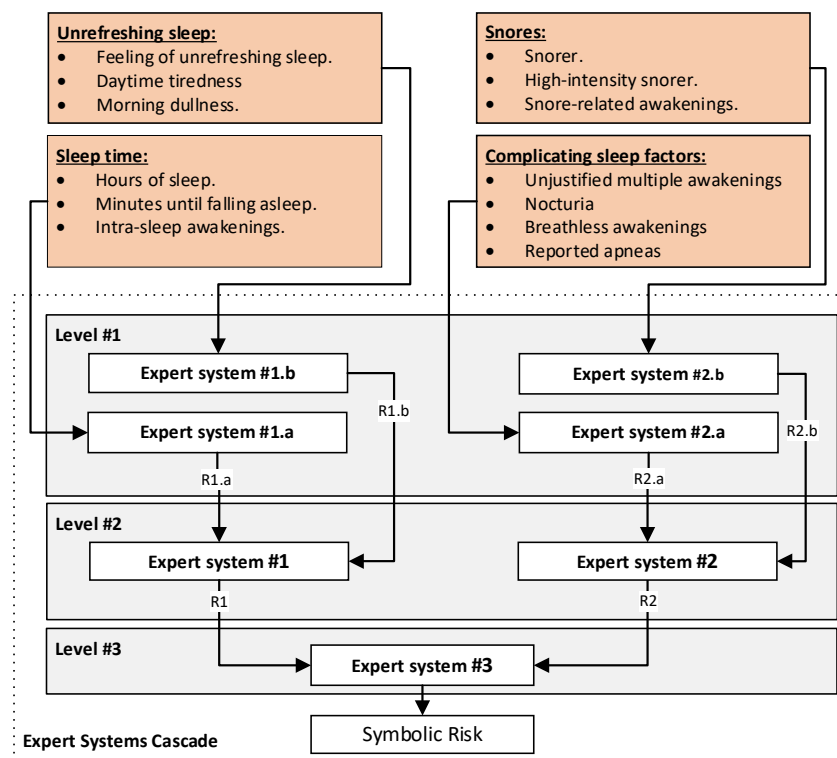 Unrefreshing sleep:
• Feeling of unrefreshing sleep.
• Daytime tiredness
• Morning dullness.
Snores:
• Snorer.
• High-intensity snorer.
• Snore-related awakenings.
Sleep time:
• Hours of sleep.
• Minutes until falling asleep.
• Intra-sleep awakenings.
Complicating sleep factors:
• Unjustified multiple awakenings
• Nocturia
• Breathless awakenings
• Reported apneas
Level #1
Expert system #1.b
Expert system #2.b
R1.b
R2.b
Expert system #1.a
Expert system #2.a
R1.a
R2.a
Level #2
Expert system #1
Expert system #2
R1
R2
Level #3
Expert system #3
Symbolic Risk
Expert Systems Cascade